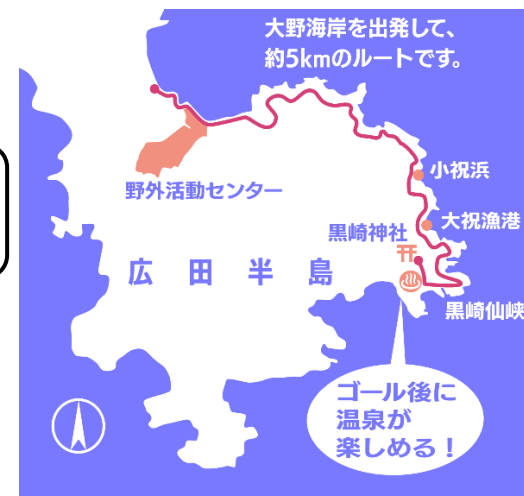 大野海岸を出発して、
約5kmのルートです。
野外活動センター
小祝浜
大祝漁港
黒崎神社
広田半島
黒崎仙峡
ゴール後に
温泉が
楽しめる！